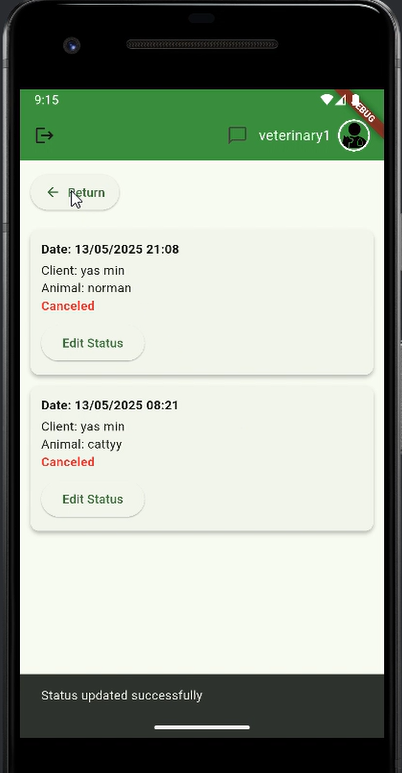 9:15
DEBUG
veterinary1
Return
Date: 13/05/2025 21:08
Client: yas min
Animal: norman
Canceled
Edit Status
Date: 13/05/2025 08:21
Client: yas min
Animal: cattyy
Canceled
Edit Status
Status updated successfully